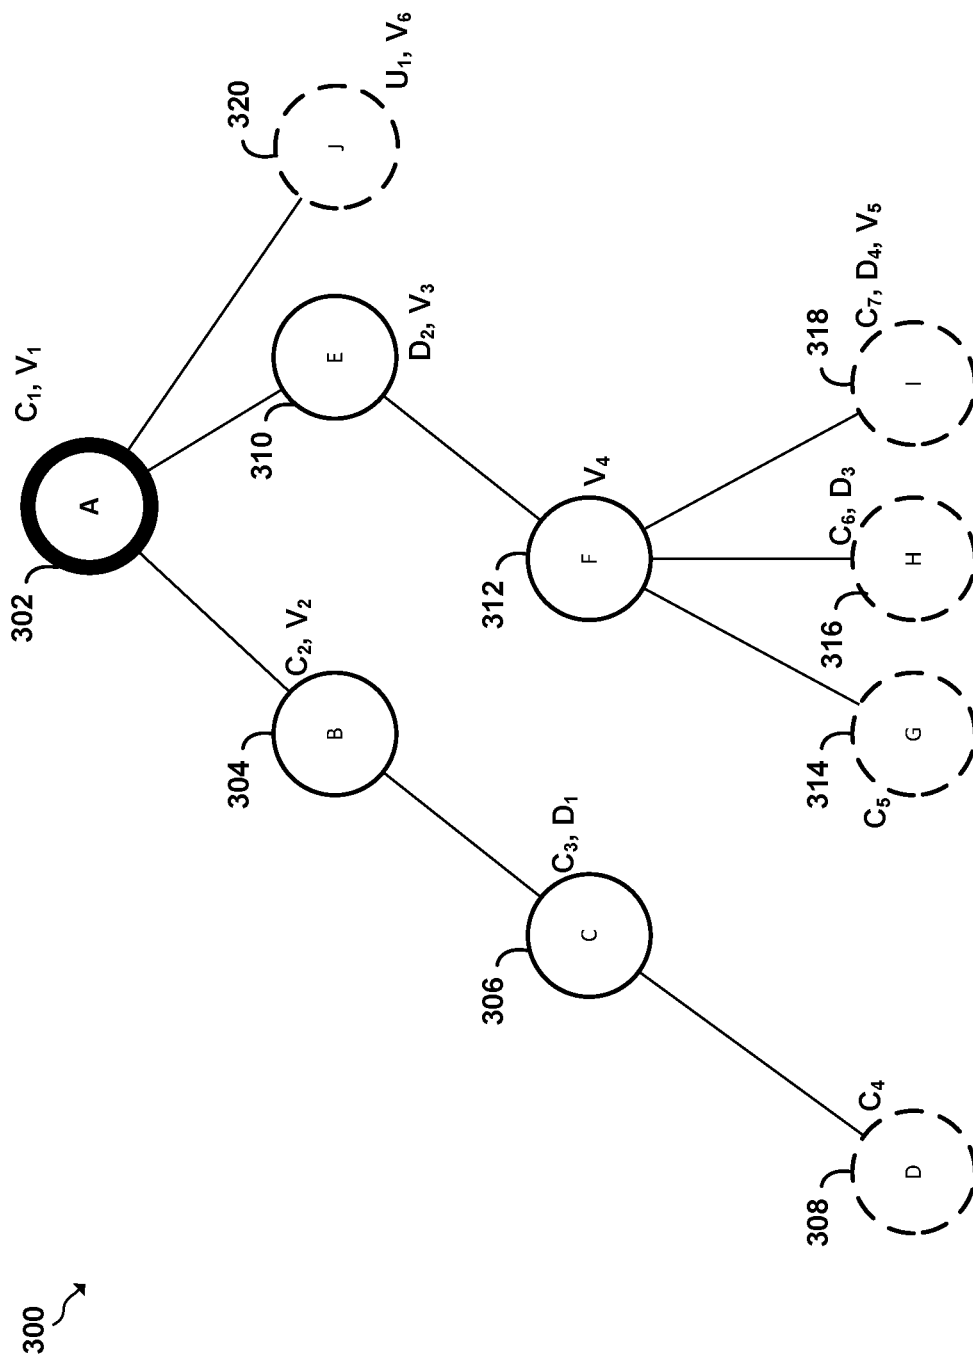 300
302
A
C₁, V₁
304
B
C₂, V₂
310
E
D₂, V₃
320
J
U₁, V₆
306
C
C₃, D₁
312
F
V₄
308
D
C₄
314
G
C₅
316
H
C₆, D₃
318
I
C₇, D₄, V₅